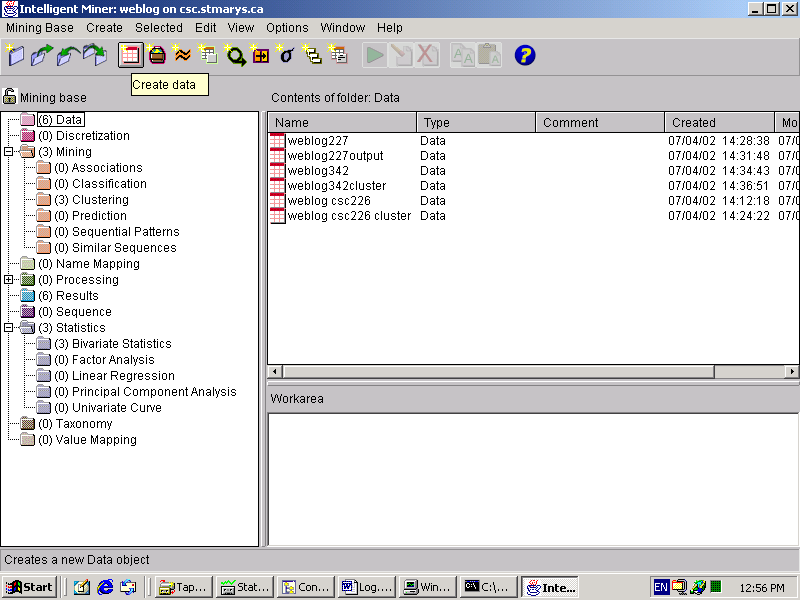 Intelligent Miner: weblog on csc.stmarys.ca
Mining Base Create Selected Edit View Options Window Help
Create data
Mining base
(6) Data
(0) Discretization
(3) Mining
(0) Associations
(0) Classification
(3) Clustering
(0) Prediction
(0) Sequential Patterns
(0) Similar Sequences
(0) Name Mapping
(0) Processing
(6) Results
(0) Sequence
(3) Statistics
(3) Bivariate Statistics
(0) Factor Analysis
(0) Linear Regression
(0) Principal Component Analysis
(0) Univariate Curve
(0) Taxonomy
(0) Value Mapping
Contents of folder: Data
Name Type Comment Created Mo
weblog227 Data 07/04/02 14:28:38 07/0
weblog227output Data 07/04/02 14:31:48 07/0
weblog342 Data 07/04/02 14:34:43 07/0
weblog342cluster Data 07/04/02 14:36:51 07/0
weblog csc226 Data 07/04/02 14:12:18 07/0
weblog csc226 cluster Data 07/04/02 14:24:22 07/0
Workarea
Creates a new Data object
Start Tap... Stat... Con... Log.... Win... C:\... Inte... EN 12:56 PM